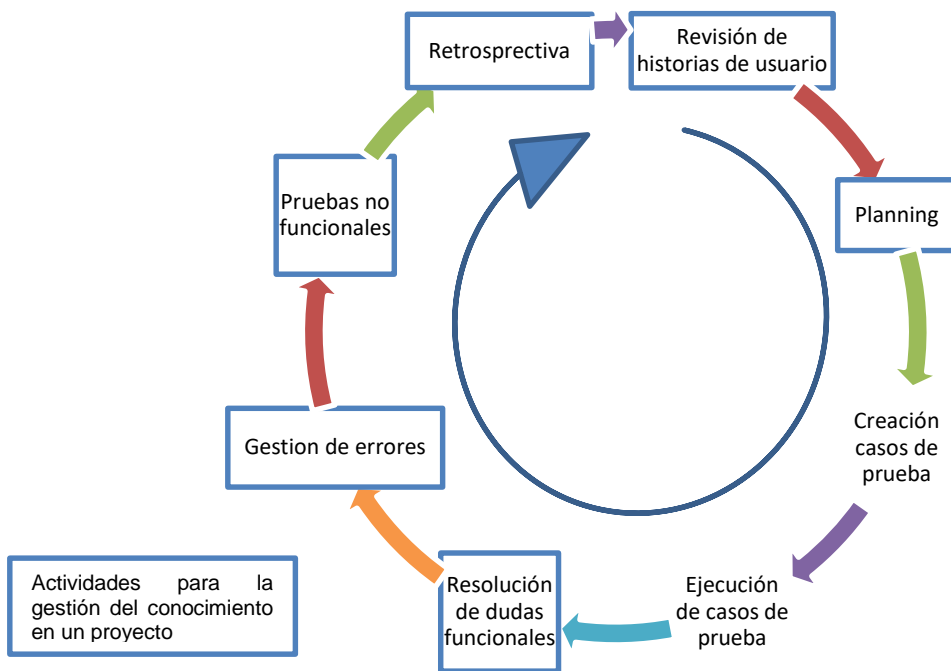 Retrosprectiva
Revisión de
historias de usuario
Planning
Creación
casos de
prueba
Ejecución
de casos de
prueba
Resolución
de dudas
funcionales
Gestion de errores
Pruebas no
funcionales
Actividades para la
gestión del conocimiento
en un proyecto